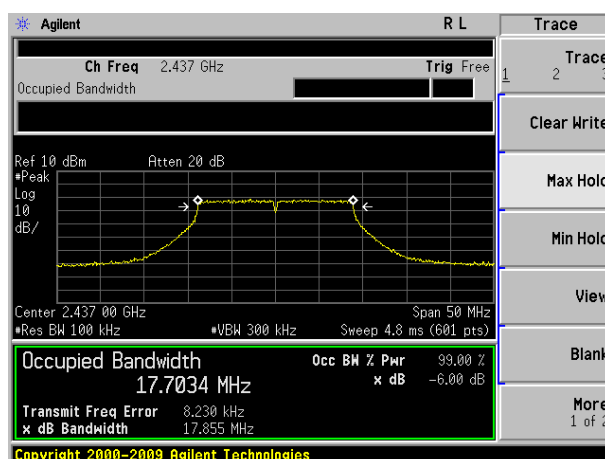 Agilent R L Trace
Ch Freq 2.437 GHz Trig Free
Occupied Bandwidth
Trace
1 2 3
Clear Write
Max Hold
Min Hold
View
Blank
More
1 of 2
Ref 10 dBm Atten 20 dB
#Peak
Log
10
dB/
Center 2.437 00 GHz Span 50 MHz
#Res BW 100 kHz #VBW 300 kHz Sweep 4.8 ms (601 pts)
Occupied Bandwidth Occ BW % Pwr 99.00 %
17.7034 MHz x dB -6.00 dB
Transmit Freq Error 8.230 kHz
x dB Bandwidth 17.855 MHz
Copyright 2000-2009 Agilent Technologies